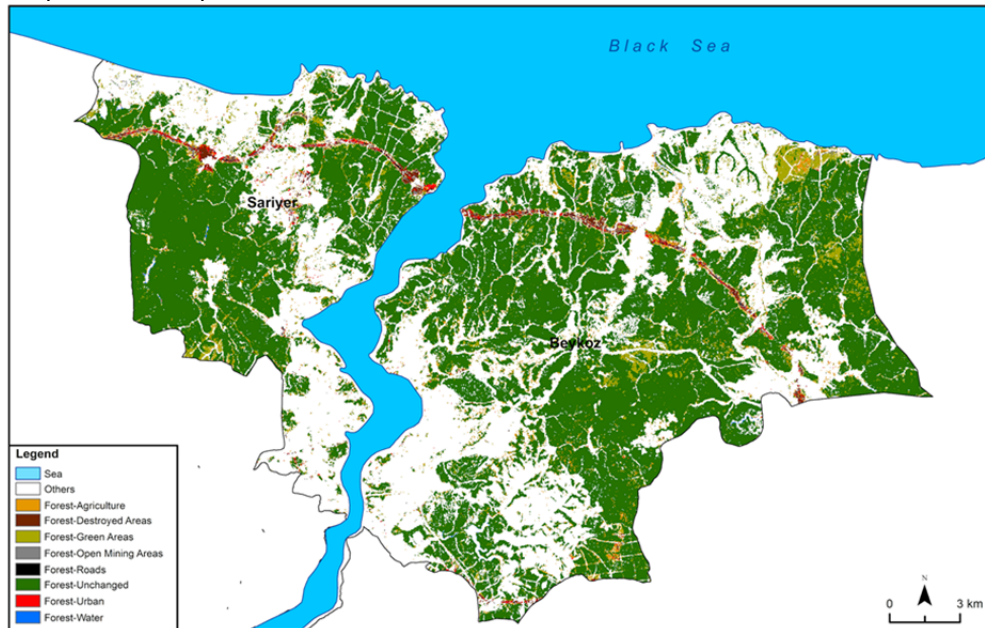 Black Sea
Sariyer
Beykoz
Legend
Sea
Others
Forest-Agriculture
Forest-Destroyed Areas
Forest-Green Areas
Forest-Open Mining Areas
Forest-Roads
Forest-Unchanged
Forest-Urban
Forest-Water
N
0 3 km